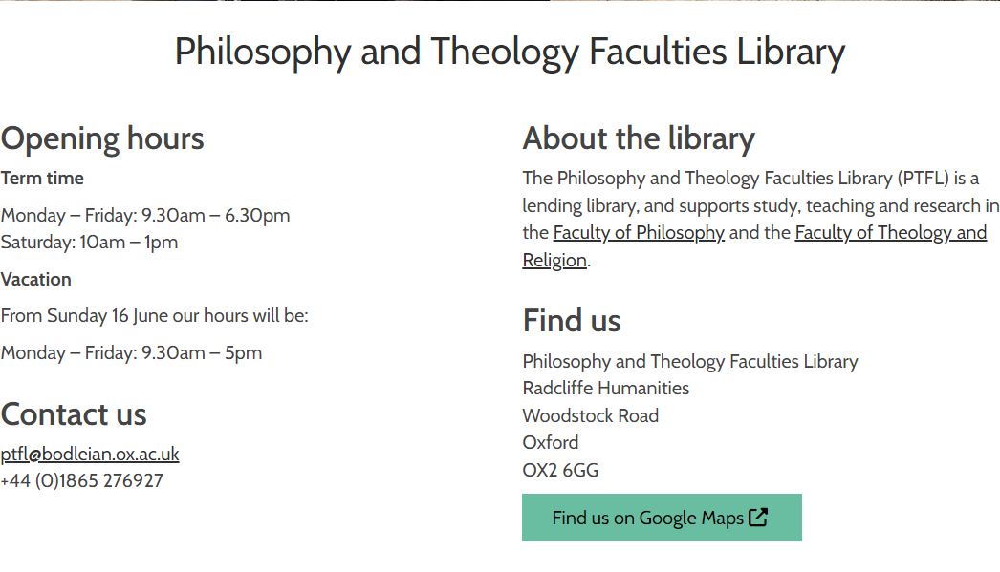 Philosophy and Theology Faculties Library
Opening hours
Term time
Monday – Friday: 9.30am – 6.30pm
Saturday: 10am – 1pm
Vacation
From Sunday 16 June our hours will be:
Monday – Friday: 9.30am – 5pm
Contact us
ptfl@bodleian.ox.ac.uk
+44 (0)1865 276927
About the library
The Philosophy and Theology Faculties Library (PTFL) is a
lending library, and supports study, teaching and research in
the Faculty of Philosophy and the Faculty of Theology and
Religion.
Find us
Philosophy and Theology Faculties Library
Radcliffe Humanities
Woodstock Road
Oxford
OX2 6GG
Find us on Google Maps